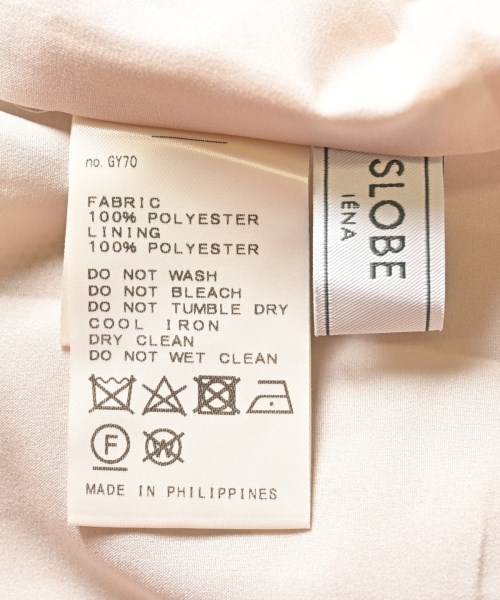 no. GY70
FABRIC
100% POLYESTER
LINING
100% POLYESTER
DO NOT WASH
DO NOT BLEACH
DO NOT TUMBLE DRY
COOL IRON
DRY CLEAN
DO NOT WET CLEAN
F
W
MADE IN PHILIPPINES
SLOBE
IÉNA